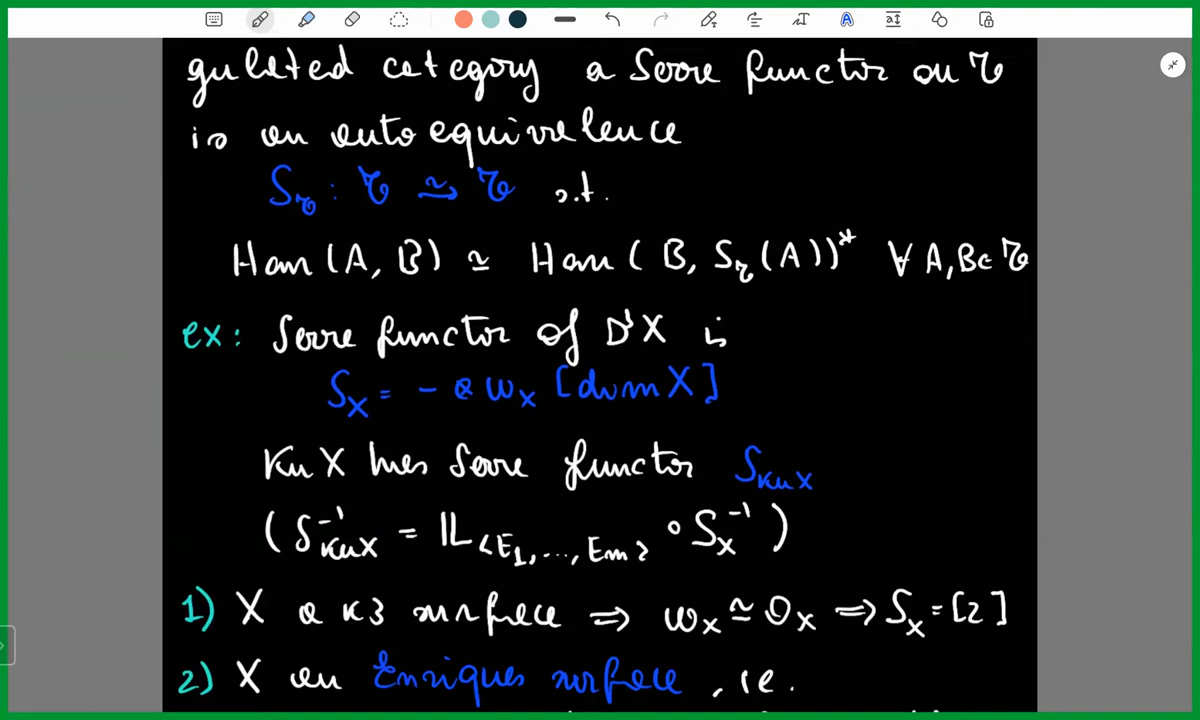 gulated category a Serre functor on 𝒯
is an autoequivalence
S_𝒯 : 𝒯 ≃ 𝒯 s.t.
Hom (A, B) ≃ Hom ( B, S_𝒯 (A))* ∀ A, B ∈ 𝒯
ex: Serre functor of DᵇX is
S_X = - ⊗ ω_X [dim X]
Ku X has Serre functor S_KuX
( S⁻¹_KuX = 𝕃_<E₁, ..., Em> ∘ S_X⁻¹ )
1) X a K3 surface ⇒ ω_X ≃ O_X ⇒ S_X = [2]
2) X an Enriques surface , i.e.